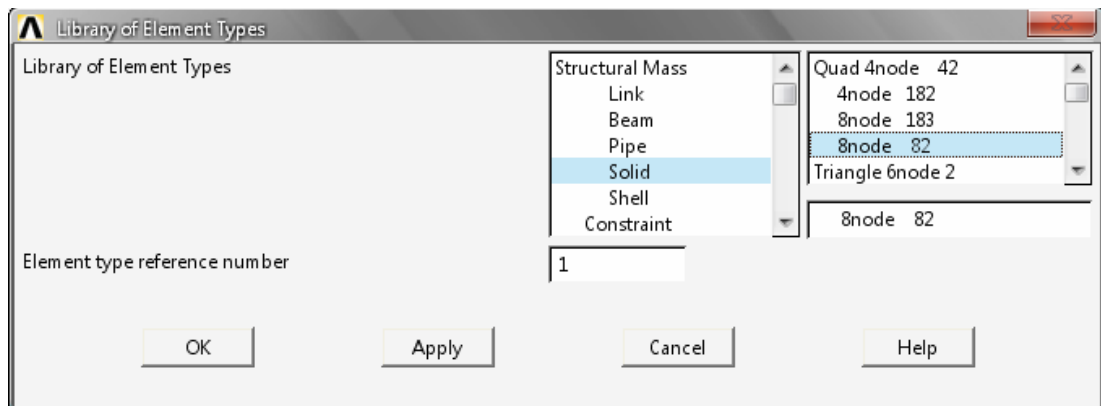 Library of Element Types
Library of Element Types
Structural Mass
Link
Beam
Pipe
Solid
Shell
Constraint
Quad 4node 42
4node 182
8node 183
8node 82
Triangle 6node 2
8node 82
Element type reference number
1
OK
Apply
Cancel
Help